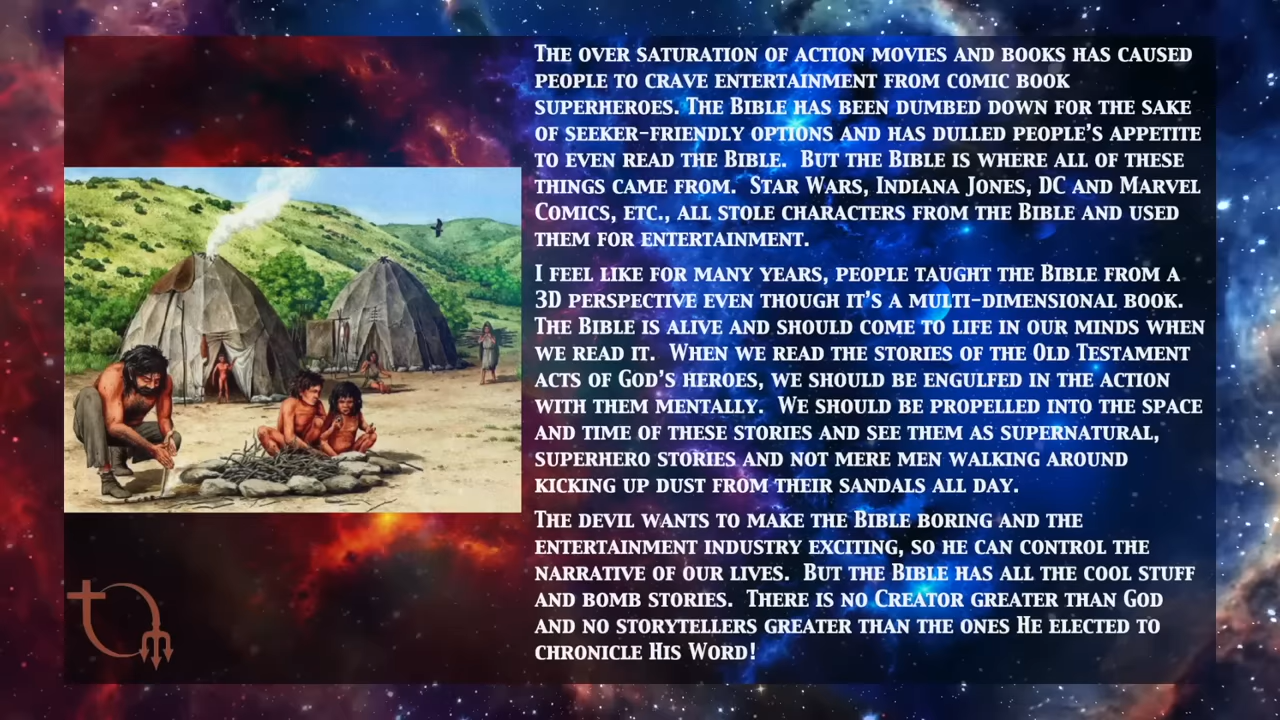 The over saturation of action movies and books has caused
people to crave entertainment from comic book
superheroes. The Bible has been dumbed down for the sake
of seeker-friendly options and has dulled people's appetite
to even read the Bible.  But the Bible is where all of these
things came from.  Star Wars, Indiana Jones, DC and Marvel
Comics, etc., all stole characters from the Bible and used
them for entertainment.
I feel like for many years, people taught the Bible from a
3D perspective even though it's a multi-dimensional book.
The Bible is alive and should come to life in our minds when
we read it.  When we read the stories of the Old Testament
acts of God's heroes, we should be engulfed in the action
with them mentally.  We should be propelled into the space
and time of these stories and see them as supernatural,
superhero stories and not mere men walking around
kicking up dust from their sandals all day.
The devil wants to make the Bible boring and the
entertainment industry exciting, so he can control the
narrative of our lives.  But the Bible has all the cool stuff
and bomb stories.  There is no Creator greater than God
and no storytellers greater than the ones He elected to
chronicle His Word!